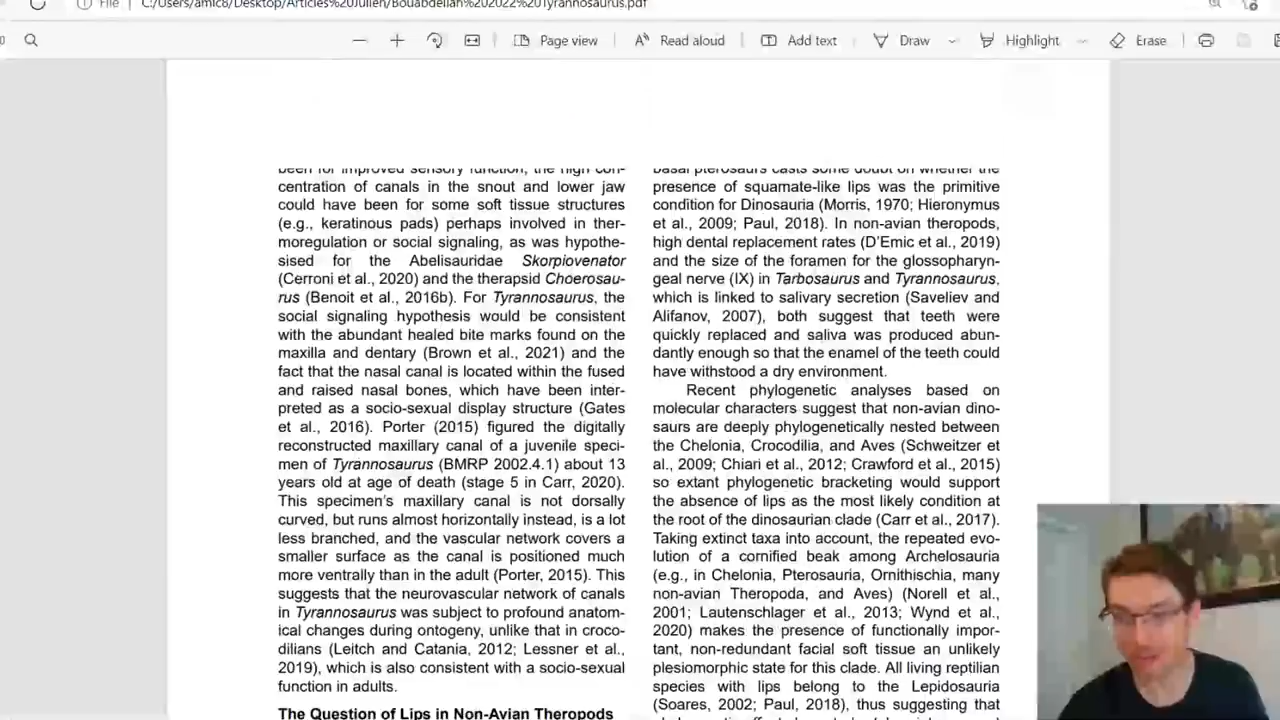 File
C:/Users/amic8/Desktop/Articles%20Julien/Bouabdellah%202022%20Tyrannosaurus.pdf
Page view
Read aloud
Add text
Draw
Highlight
Erase
been for improved sensory function, the high con-
centration of canals in the snout and lower jaw
could have been for some soft tissue structures
(e.g., keratinous pads) perhaps involved in ther-
moregulation or social signaling, as was hypothe-
sised for the Abelisauridae Skorpiovenator
(Cerroni et al., 2020) and the therapsid Choerosau-
rus (Benoit et al., 2016b). For Tyrannosaurus, the
social signaling hypothesis would be consistent
with the abundant healed bite marks found on the
maxilla and dentary (Brown et al., 2021) and the
fact that the nasal canal is located within the fused
and raised nasal bones, which have been inter-
preted as a socio-sexual display structure (Gates
et al., 2016). Porter (2015) figured the digitally
reconstructed maxillary canal of a juvenile speci-
men of Tyrannosaurus (BMRP 2002.4.1) about 13
years old at age of death (stage 5 in Carr, 2020).
This specimen's maxillary canal is not dorsally
curved, but runs almost horizontally instead, is a lot
less branched, and the vascular network covers a
smaller surface as the canal is positioned much
more ventrally than in the adult (Porter, 2015). This
suggests that the neurovascular network of canals
in Tyrannosaurus was subject to profound anatom-
ical changes during ontogeny, unlike that in croco-
dilians (Leitch and Catania, 2012; Lessner et al.,
2019), which is also consistent with a socio-sexual
function in adults.
The Question of Lips in Non-Avian Theropods
basal pterosaurs casts some doubt on whether the
presence of squamate-like lips was the primitive
condition for Dinosauria (Morris, 1970; Hieronymus
et al., 2009; Paul, 2018). In non-avian theropods,
high dental replacement rates (D'Emic et al., 2019)
and the size of the foramen for the glossopharyn-
geal nerve (IX) in Tarbosaurus and Tyrannosaurus,
which is linked to salivary secretion (Saveliev and
Alifanov, 2007), both suggest that teeth were
quickly replaced and saliva was produced abun-
dantly enough so that the enamel of the teeth could
have withstood a dry environment.
Recent phylogenetic analyses based on
molecular characters suggest that non-avian dino-
saurs are deeply phylogenetically nested between
the Chelonia, Crocodilia, and Aves (Schweitzer et
al., 2009; Chiari et al., 2012; Crawford et al., 2015)
so extant phylogenetic bracketing would support
the absence of lips as the most likely condition at
the root of the dinosaurian clade (Carr et al., 2017).
Taking extinct taxa into account, the repeated evo-
lution of a cornified beak among Archelosauria
(e.g., in Chelonia, Pterosauria, Ornithischia, many
non-avian Theropoda, and Aves) (Norell et al.,
2001; Lautenschlager et al., 2013; Wynd et al.,
2020) makes the presence of functionally impor-
tant, non-redundant facial soft tissue an unlikely
plesiomorphic state for this clade. All living reptilian
species with lips belong to the Lepidosauria
(Soares, 2002; Paul, 2018), thus suggesting that